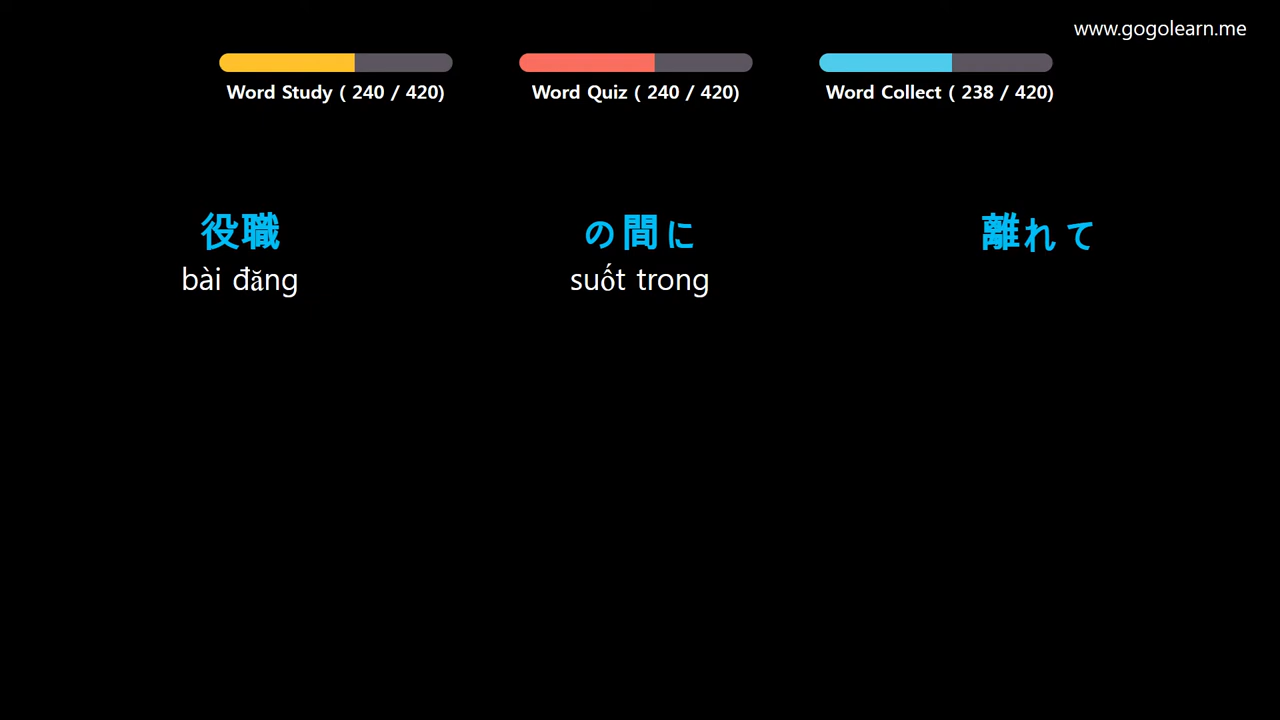 www.gogolearn.me
Word Study ( 240 / 420)
Word Quiz ( 240 / 420)
Word Collect ( 238 / 420)
役職
bài đăng
の間に
suốt trong
離れて